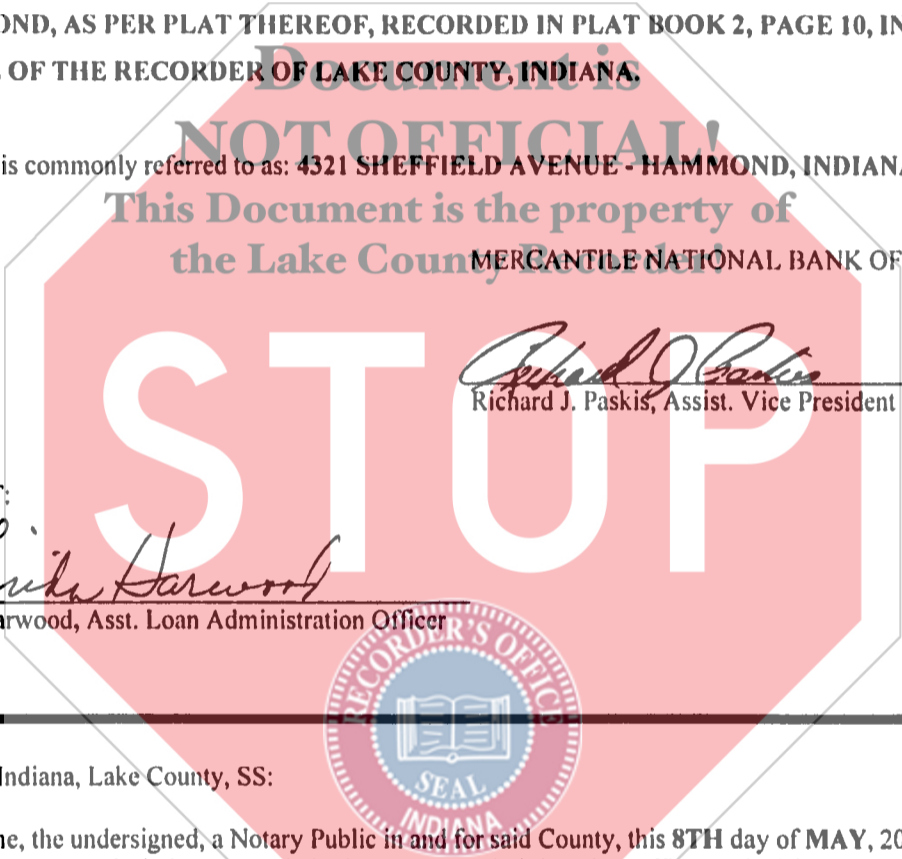 OND, AS PER PLAT THEREOF, RECORDED IN PLAT BOOK 2, PAGE 10, IN
OF THE RECORDER OF LAKE COUNTY, INDIANA.
Document is
NOT OFFICIAL!
is commonly referred to as: 4321 SHEFFIELD AVENUE - HAMMOND, INDIANA
This Document is the property of
the Lake County Recorder!
MERCANTILE NATIONAL BANK OF
Richard J. Paskis
Richard J. Paskis, Assist. Vice President
STOP
Harwood
arwood, Asst. Loan Administration Officer
RECORDER'S OFFICE
SEAL
INDIANA
Indiana, Lake County, SS:
ne, the undersigned, a Notary Public in and for said County, this 8TH day of MAY, 20